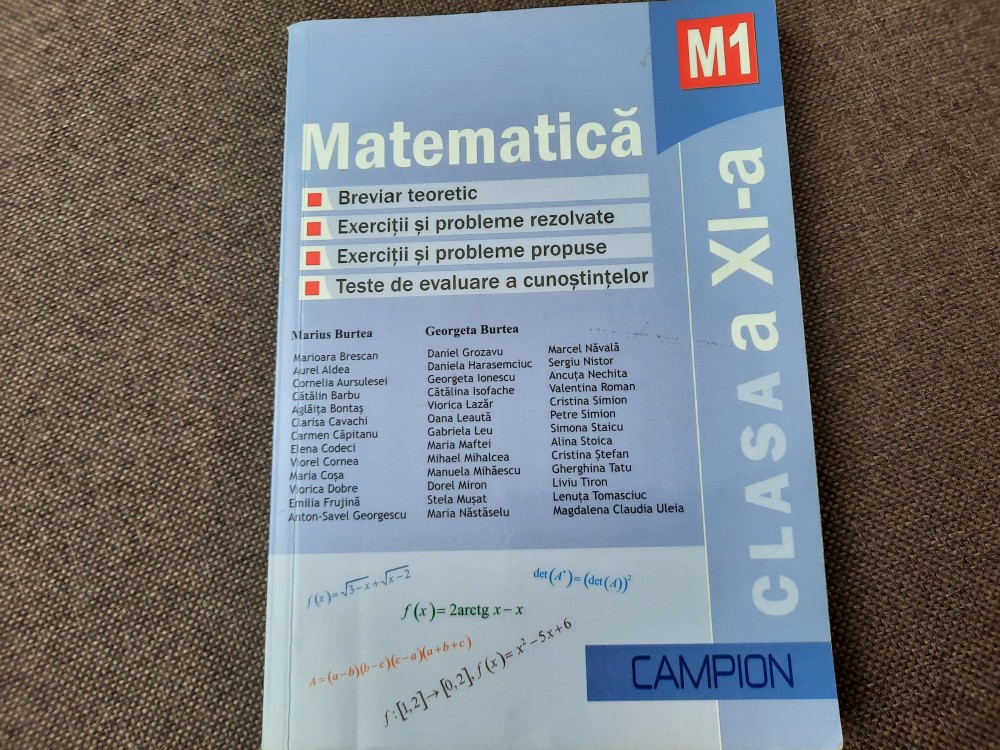 M1
Matematică
Breviar teoretic
Exerciții și probleme rezolvate
Exerciții și probleme propuse
Teste de evaluare a cunoștințelor
CLASA a XI-a
Marius Burtea
Marioara Brescan
Aurel Aldea
Cornelia Aursulesei
Cătălin Barbu
Aglăița Bontaș
Clarisa Cavachi
Carmen Căpitanu
Elena Codeci
Viorel Cornea
Maria Coșa
Viorica Dobre
Emilia Frujină
Anton-Savel Georgescu
Georgeta Burtea
Daniel Grozavu
Daniela Harasemciuc
Georgeta Ionescu
Cătălina Isofache
Viorica Lazăr
Oana Leaută
Gabriela Leu
Maria Maftei
Mihael Mihalcea
Manuela Mihăescu
Dorel Miron
Stela Mușat
Maria Năstăselu
Marcel Năvală
Sergiu Nistor
Ancuța Nechita
Valentina Roman
Cristina Simion
Petre Simion
Simona Staicu
Alina Stoica
Cristina Ștefan
Gherghina Tatu
Liviu Tiron
Lenuța Tomasciuc
Magdalena Claudia Uleia
f(x)=√3-x+√x-2
det(A*)=(det(A))²
f(x)=2arctg x-x
A=(a-b)(b-c)(c-a)(a+b+c)
f:[1,2]→[0,2], f(x)=x²-5x+6
CAMPION